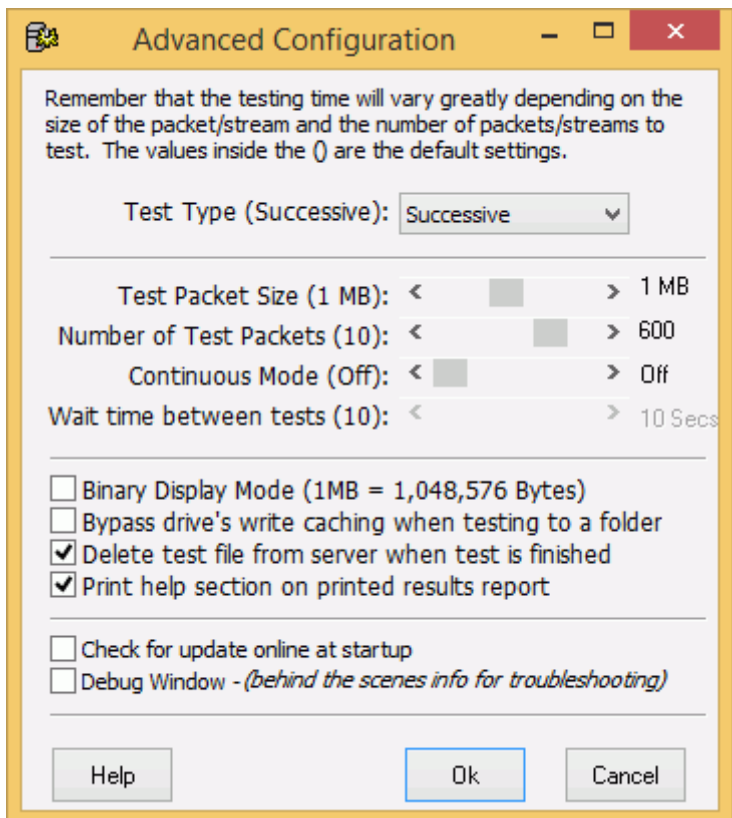 Advanced Configuration
Remember that the testing time will vary greatly depending on the
size of the packet/stream and the number of packets/streams to
test. The values inside the () are the default settings.
Test Type (Successive): Successive
Test Packet Size (1 MB): 1 MB
Number of Test Packets (10): 600
Continuous Mode (Off): Off
Wait time between tests (10): 10 Secs
Binary Display Mode (1MB = 1,048,576 Bytes)
Bypass drive's write caching when testing to a folder
Delete test file from server when test is finished
Print help section on printed results report
Check for update online at startup
Debug Window - (behind the scenes info for troubleshooting)
Help Ok Cancel